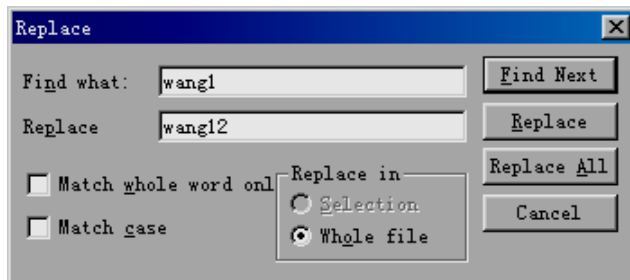 Replace
Find what: wang1 Find Next
Replace wang12 Replace
Match whole word onl Replace in Replace All
Selection
Match case Whole file Cancel